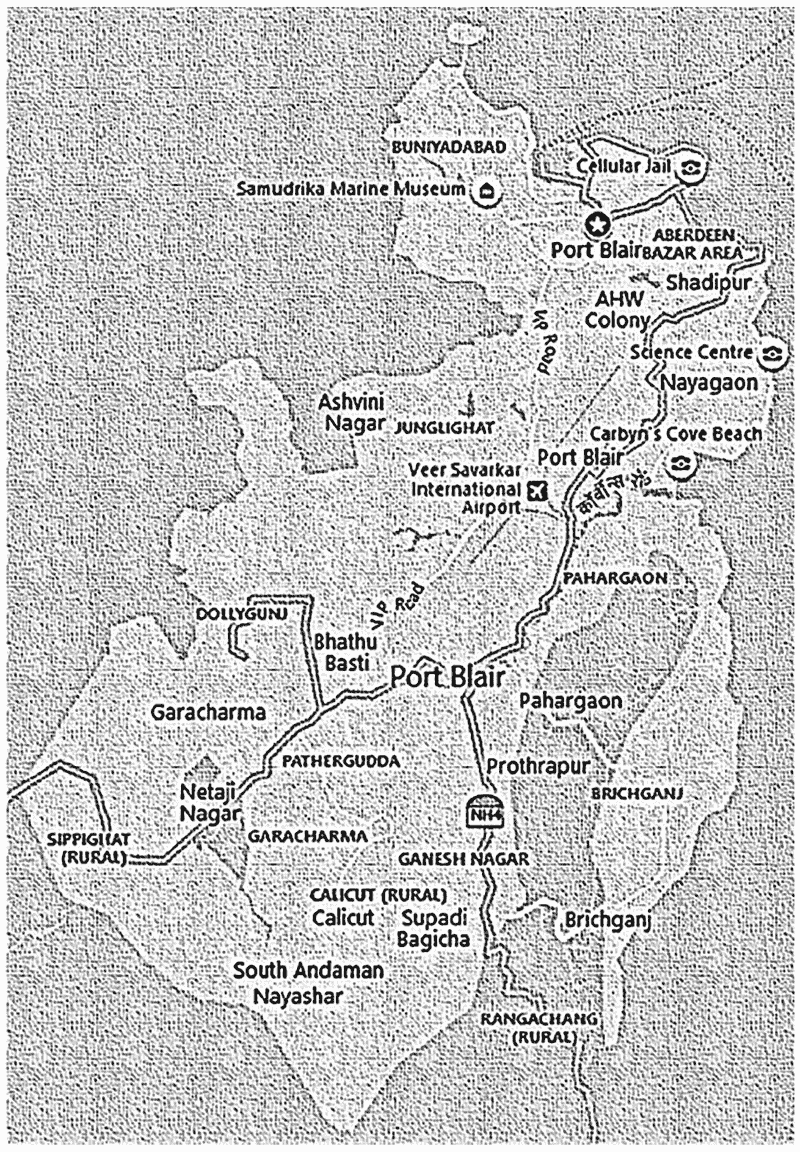 BUNIYADABAD
Cellular Jail
Samudrika Marine Museum
Port Blair
ABERDEEN
BAZAR AREA
Shadipur
AHW
Colony
VIP Road
Science Centre
Nayagaon
Ashvini
Nagar
JUNGLIGHAT
Carbyn's Cove Beach
Port Blair
Veer Savarkar
International
Airport
कॉर्वान्स रोड
PAHARGAON
VIP Road
DOLLYGUNJ
Bhathu
Basti
Port Blair
Pahargaon
Garacharma
PATHERGUDDA
Prothrapur
Netaji
Nagar
BRICHGANJ
NH4
SIPPIGHAT
(RURAL)
GARACHARMA
GANESH NAGAR
CALICUT (RURAL)
Calicut
Supadi
Bagicha
Brichganj
South Andaman
Nayashar
RANGACHANG
(RURAL)